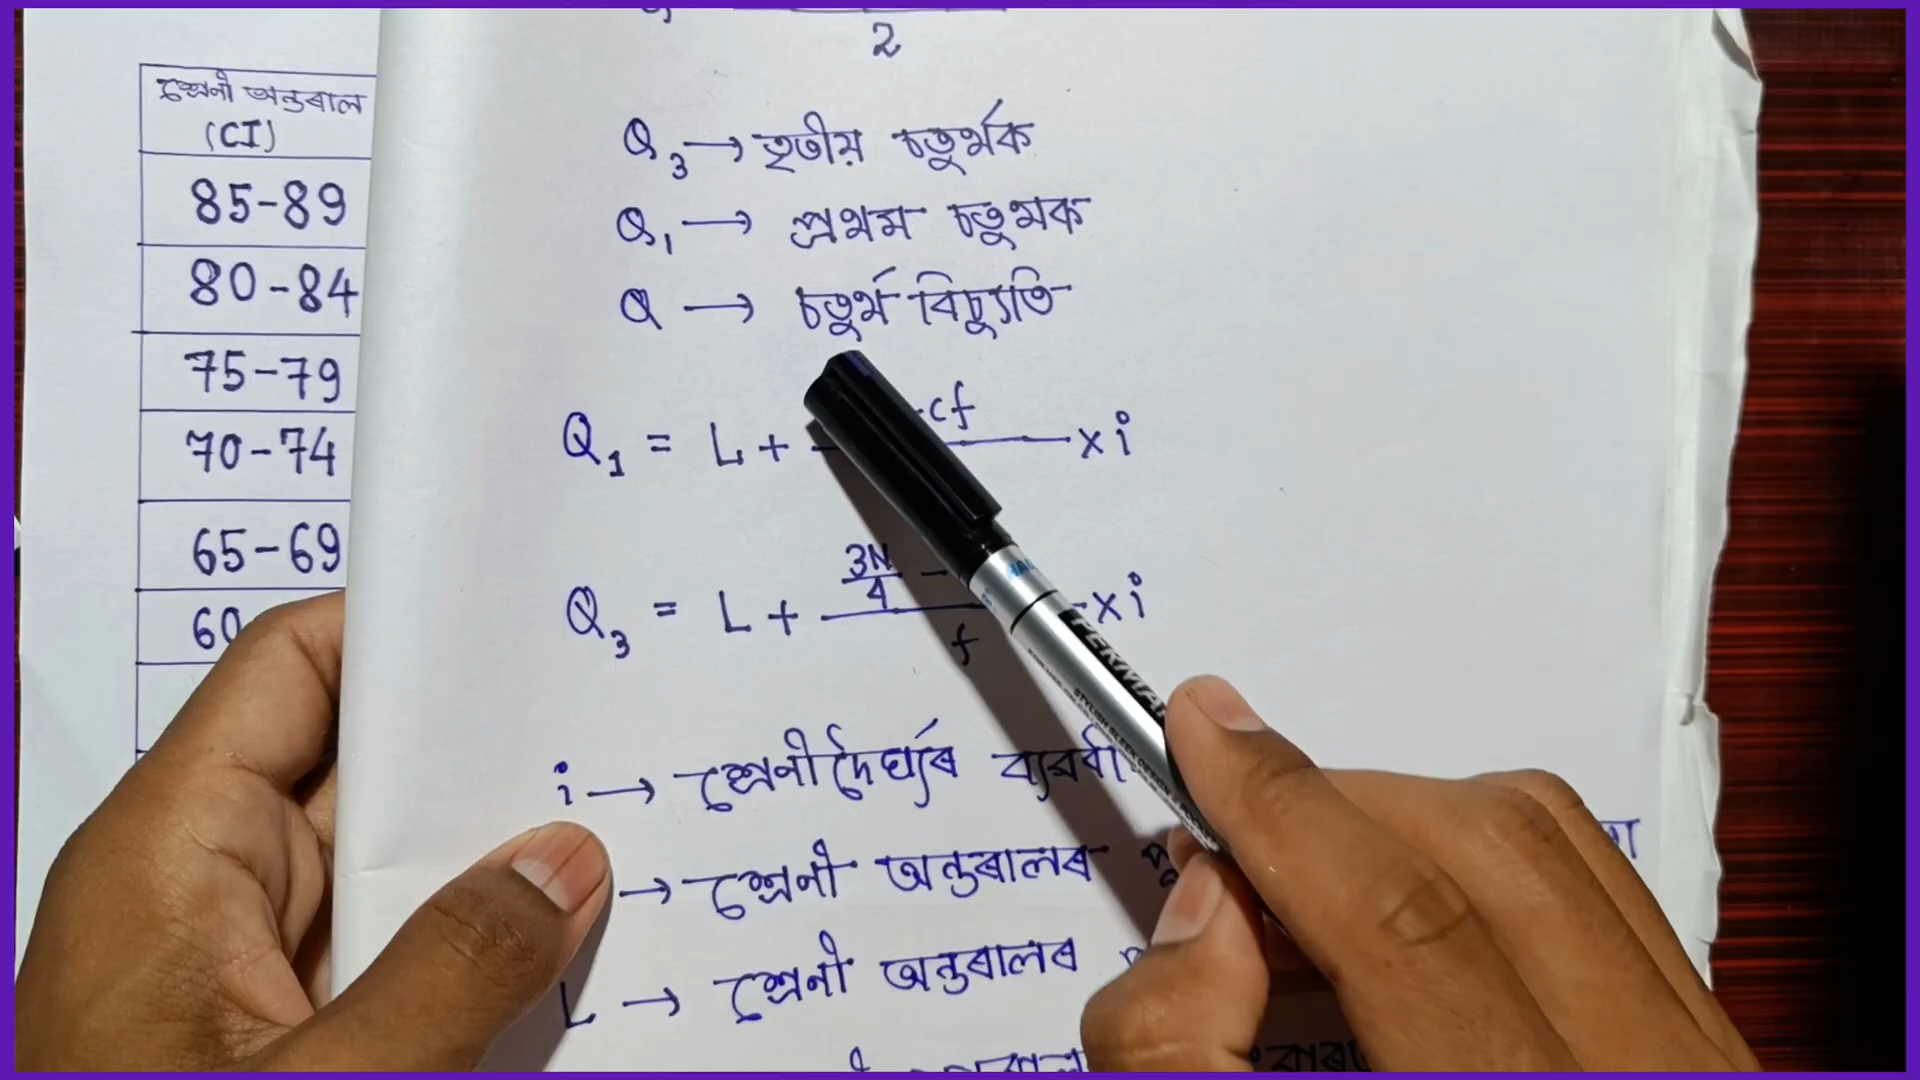 শ্রেনী অন্তৰাল
(CI)
85-89
80-84
75-79
70-74
65-69
60
2
Q3 → তৃতীয় চতুৰ্থক
Q1 → প্ৰথম চতুথক
Q → চতুৰ্থ বিচ্যুতি
-cf
Q1 = L + × i
3N
4 -
Q3 = L + × i
f
i → শ্রেনী দৈৰ্ঘ্যৰ
→ শ্রেনী অন্তৰালৰ
L → শ্রেনী অন্তৰালৰ